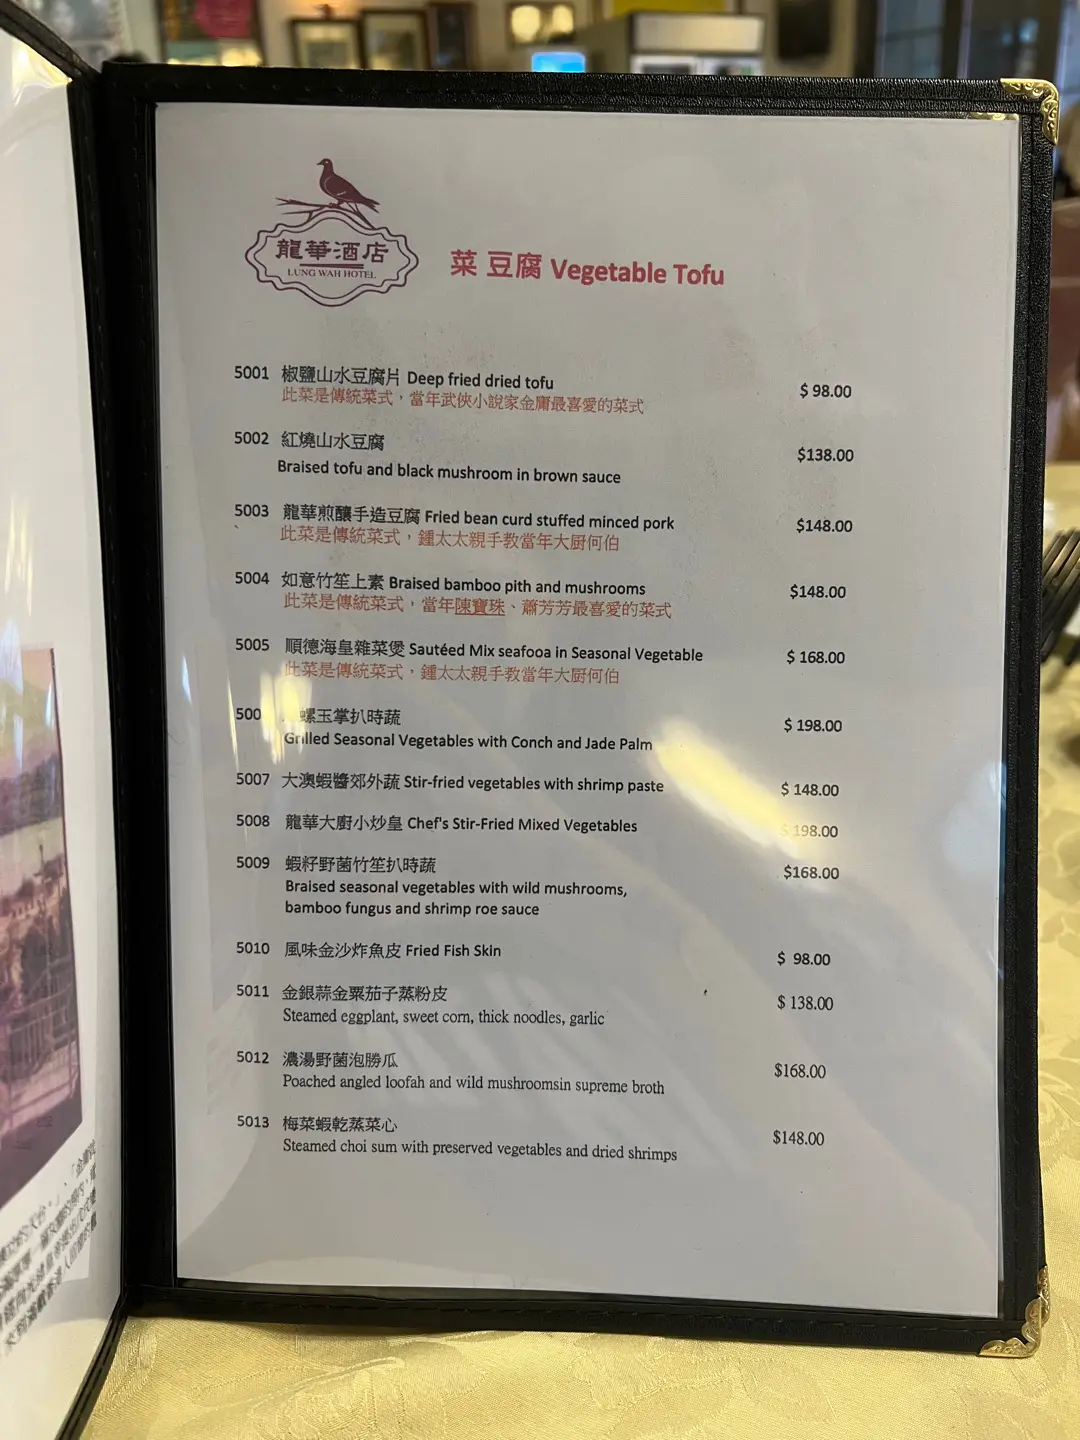 龍華酒店
LUNG WAH HOTEL
菜 豆腐 Vegetable Tofu
5001 椒鹽山水豆腐片 Deep fried dried tofu $ 98.00
此菜是傳統菜式，當年武俠小說家金庸最喜愛的菜式
5002 紅燒山水豆腐 $138.00
Braised tofu and black mushroom in brown sauce
5003 龍華煎釀手造豆腐 Fried bean curd stuffed minced pork $148.00
此菜是傳統菜式，鍾太太親手教當年大厨何伯
5004 如意竹笙上素 Braised bamboo pith and mushrooms $148.00
此菜是傳統菜式，當年陳寶珠、蕭芳芳最喜愛的菜式
5005 順德海皇雜菜煲 Sautéed Mix seafooa in Seasonal Vegetable $ 168.00
此菜是傳統菜式，鍾太太親手教當年大厨何伯
500 螺玉掌扒時蔬 $ 198.00
Grilled Seasonal Vegetables with Conch and Jade Palm
5007 大澳蝦醬郊外蔬 Stir-fried vegetables with shrimp paste $ 148.00
5008 龍華大廚小炒皇 Chef's Stir-Fried Mixed Vegetables $ 198.00
5009 蝦籽野菌竹笙扒時蔬 $168.00
Braised seasonal vegetables with wild mushrooms,
bamboo fungus and shrimp roe sauce
5010 風味金沙炸魚皮 Fried Fish Skin $ 98.00
5011 金銀蒜金粟茄子蒸粉皮 $ 138.00
Steamed eggplant, sweet corn, thick noodles, garlic
5012 濃湯野菌泡勝瓜 $168.00
Poached angled loofah and wild mushroomsin supreme broth
5013 梅菜蝦乾蒸菜心 $148.00
Steamed choi sum with preserved vegetables and dried shrimps